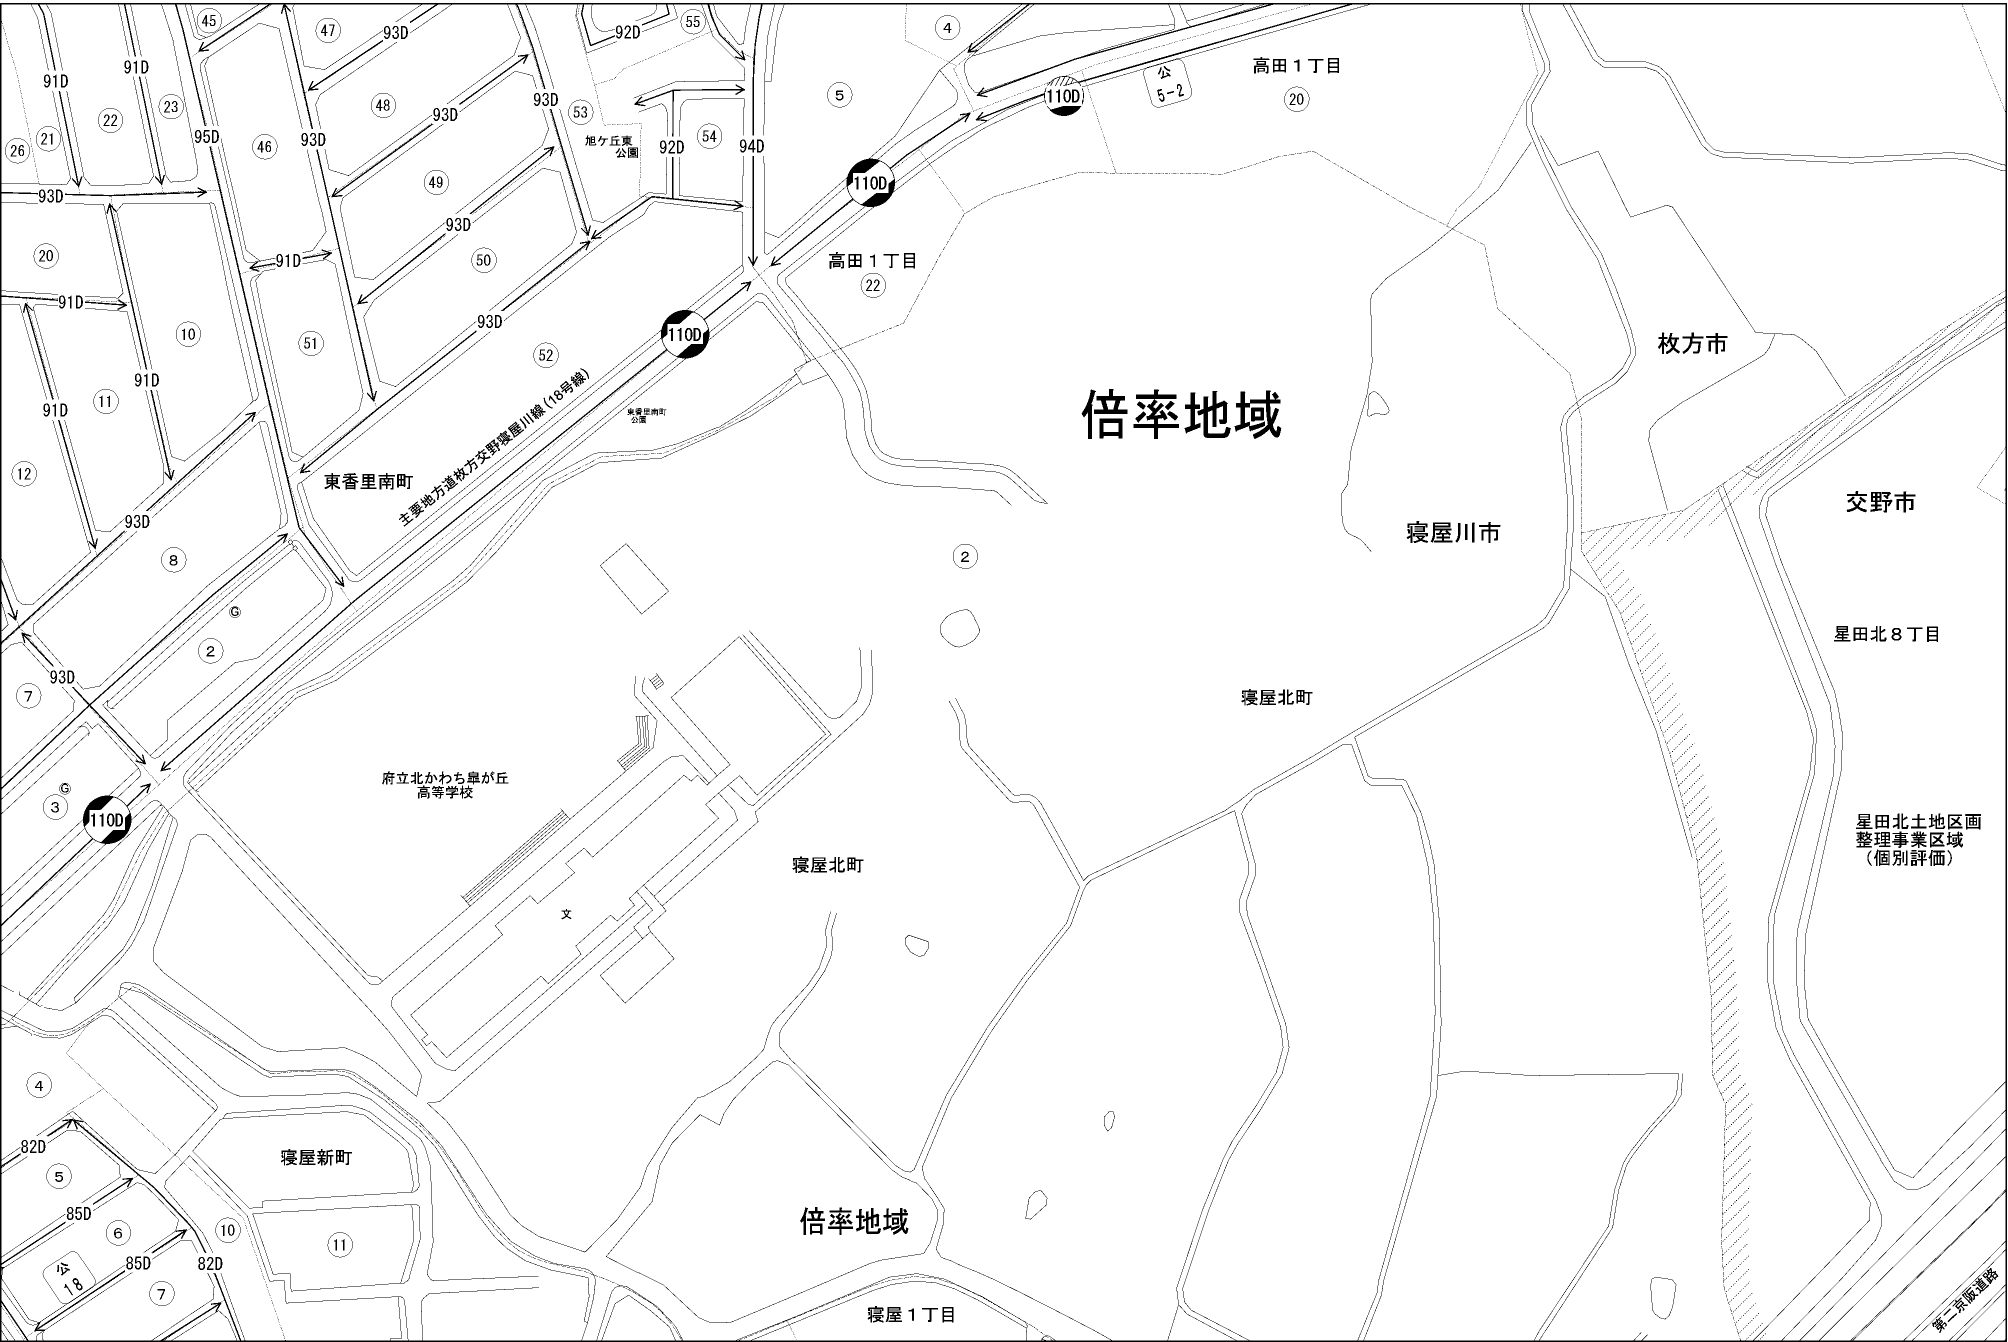 45
47
93D
92D
55
4
91D
91D
23
22
21
26
95D
46
93D
48
93D
93D
53
旭ケ丘東
公園
92D
54
94D
5
110D
公
5-2
高田１丁目
20
93D
49
93D
110D
20
91D
50
高田１丁目
22
91D
10
51
93D
52
110D
枚方市
91D
91D
11
倍率地域
東香里南町
公園
主要地方道枚方交野寝屋川線(18号線)
12
東香里南町
93D
交野市
寝屋川市
8
2
G
2
星田北８丁目
93D
7
寝屋北町
府立北かわち皐が丘
高等学校
G
3
110D
星田北土地区画
整理事業区域
（個別評価）
寝屋北町
文
4
82D
5
寝屋新町
85D
6
10
11
倍率地域
85D
82D
公
18
7
寝屋１丁目
第二京阪道路